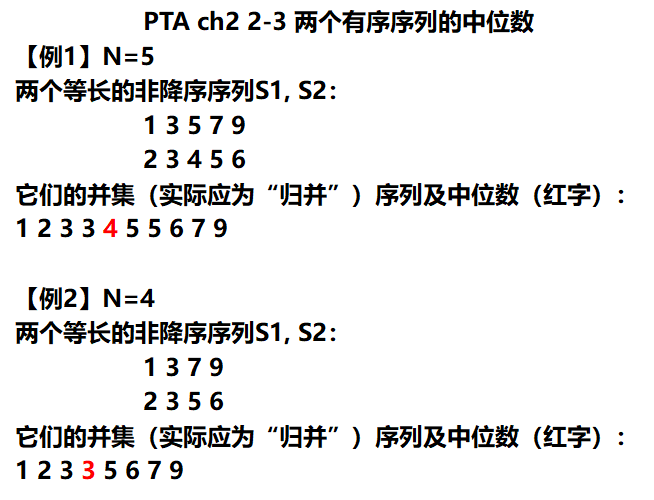 PTA ch2 2-3 两个有序序列的中位数
【例1】N=5
两个等长的非降序序列S1, S2：
1 3 5 7 9
2 3 4 5 6
它们的并集（实际应为“归并”）序列及中位数（红字）：
1 2 3 3 4 5 5 6 7 9
【例2】N=4
两个等长的非降序序列S1, S2：
1 3 7 9
2 3 5 6
它们的并集（实际应为“归并”）序列及中位数（红字）：
1 2 3 3 5 6 7 9